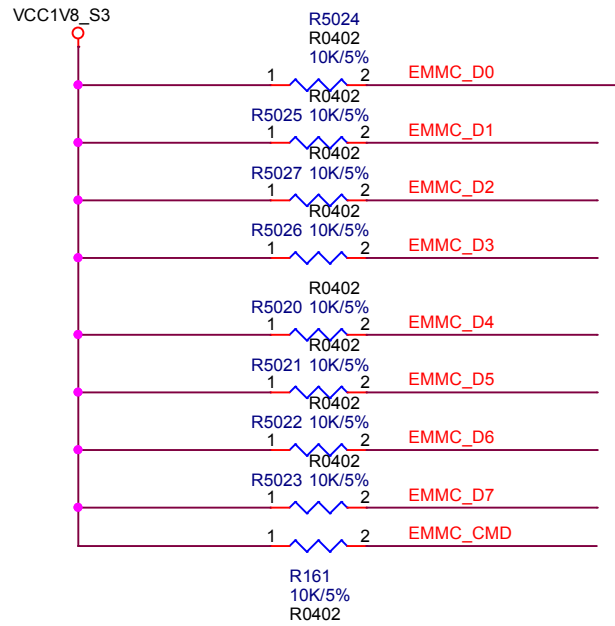 VCC1V8_S3
R5024
R0402
10K/5%
1 2 EMMC_D0
R0402
R5025 10K/5%
1 2 EMMC_D1
R0402
R5027 10K/5%
1 2 EMMC_D2
R0402
R5026 10K/5%
1 2 EMMC_D3
R0402
R5020 10K/5%
1 2 EMMC_D4
R0402
R5021 10K/5%
1 2 EMMC_D5
R0402
R5022 10K/5%
1 2 EMMC_D6
R0402
R5023 10K/5%
1 2 EMMC_D7
1 2 EMMC_CMD
R161
10K/5%
R0402